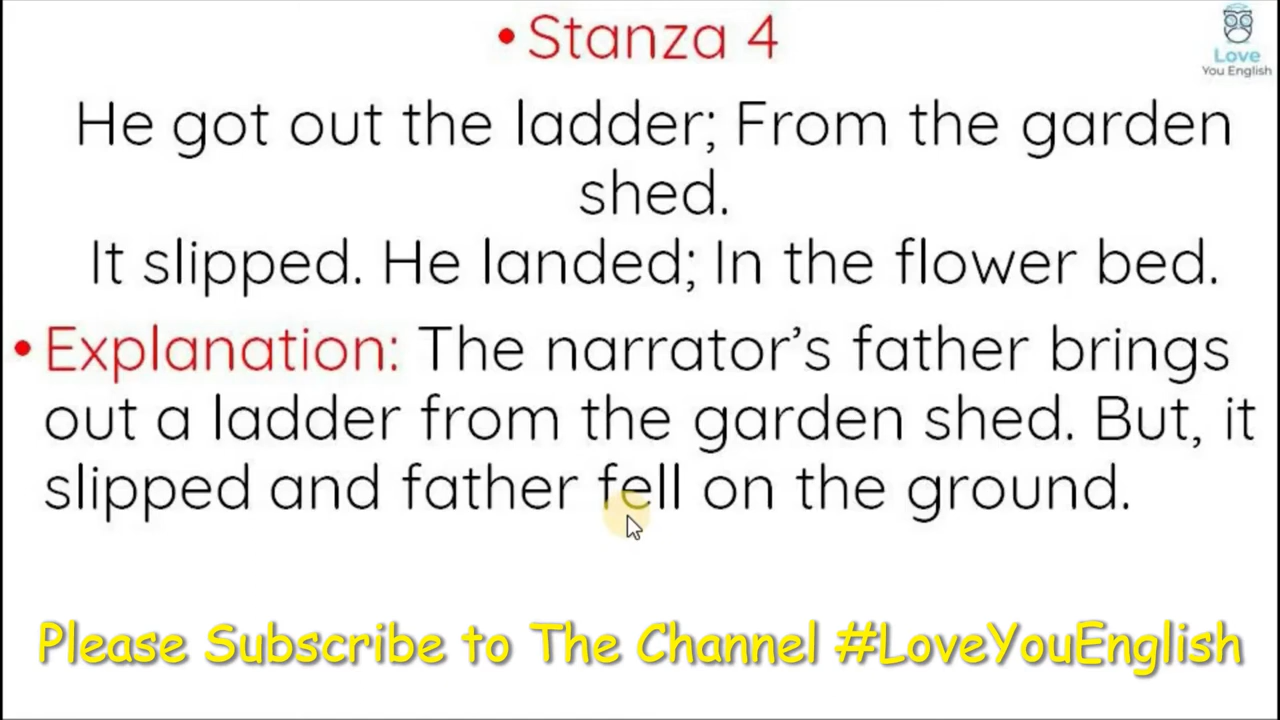 • Stanza 4
Love
You English
He got out the ladder; From the garden
shed.
It slipped. He landed; In the flower bed.
• Explanation: The narrator’s father brings
out a ladder from the garden shed. But, it
slipped and father fell on the ground.
Please Subscribe to The Channel #LoveYouEnglish